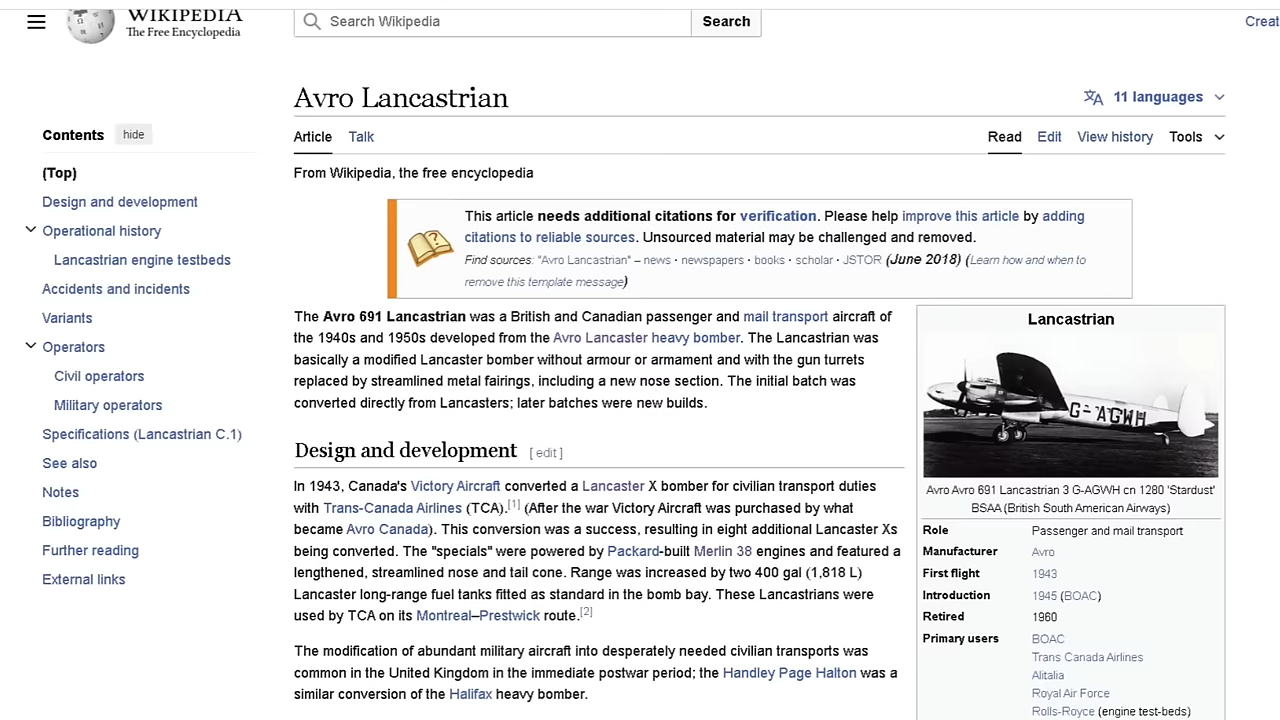 WIKIPEDIA
The Free Encyclopedia
Search Wikipedia
Search
Creat
Contents
hide
(Top)
Design and development
Operational history
Lancastrian engine testbeds
Accidents and incidents
Variants
Operators
Civil operators
Military operators
Specifications (Lancastrian C.1)
See also
Notes
Bibliography
Further reading
External links
Avro Lancastrian
11 languages
Article
Talk
Read
Edit
View history
Tools
From Wikipedia, the free encyclopedia
This article needs additional citations for verification. Please help improve this article by adding
citations to reliable sources. Unsourced material may be challenged and removed.
Find sources: "Avro Lancastrian" – news · newspapers · books · scholar · JSTOR (June 2018) (Learn how and when to
remove this template message)
The Avro 691 Lancastrian was a British and Canadian passenger and mail transport aircraft of
the 1940s and 1950s developed from the Avro Lancaster heavy bomber. The Lancastrian was
basically a modified Lancaster bomber without armour or armament and with the gun turrets
replaced by streamlined metal fairings, including a new nose section. The initial batch was
converted directly from Lancasters; later batches were new builds.
Design and development [ edit ]
In 1943, Canada's Victory Aircraft converted a Lancaster X bomber for civilian transport duties
with Trans-Canada Airlines (TCA).[1] (After the war Victory Aircraft was purchased by what
became Avro Canada). This conversion was a success, resulting in eight additional Lancaster Xs
being converted. The "specials" were powered by Packard-built Merlin 38 engines and featured a
lengthened, streamlined nose and tail cone. Range was increased by two 400 gal (1,818 L)
Lancaster long-range fuel tanks fitted as standard in the bomb bay. These Lancastrians were
used by TCA on its Montreal–Prestwick route.[2]
The modification of abundant military aircraft into desperately needed civilian transports was
common in the United Kingdom in the immediate postwar period; the Handley Page Halton was a
similar conversion of the Halifax heavy bomber.
Lancastrian
G-AGWH
Avro Avro 691 Lancastrian 3 G-AGWH cn 1280 'Stardust'
BSAA (British South American Airways)
Role Passenger and mail transport
Manufacturer Avro
First flight 1943
Introduction 1945 (BOAC)
Retired 1960
Primary users BOAC
Trans Canada Airlines
Alitalia
Royal Air Force
Rolls-Royce (engine test-beds)